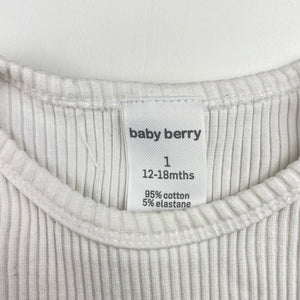 baby berry
1
12-18mths
95% cotton
5% elastane